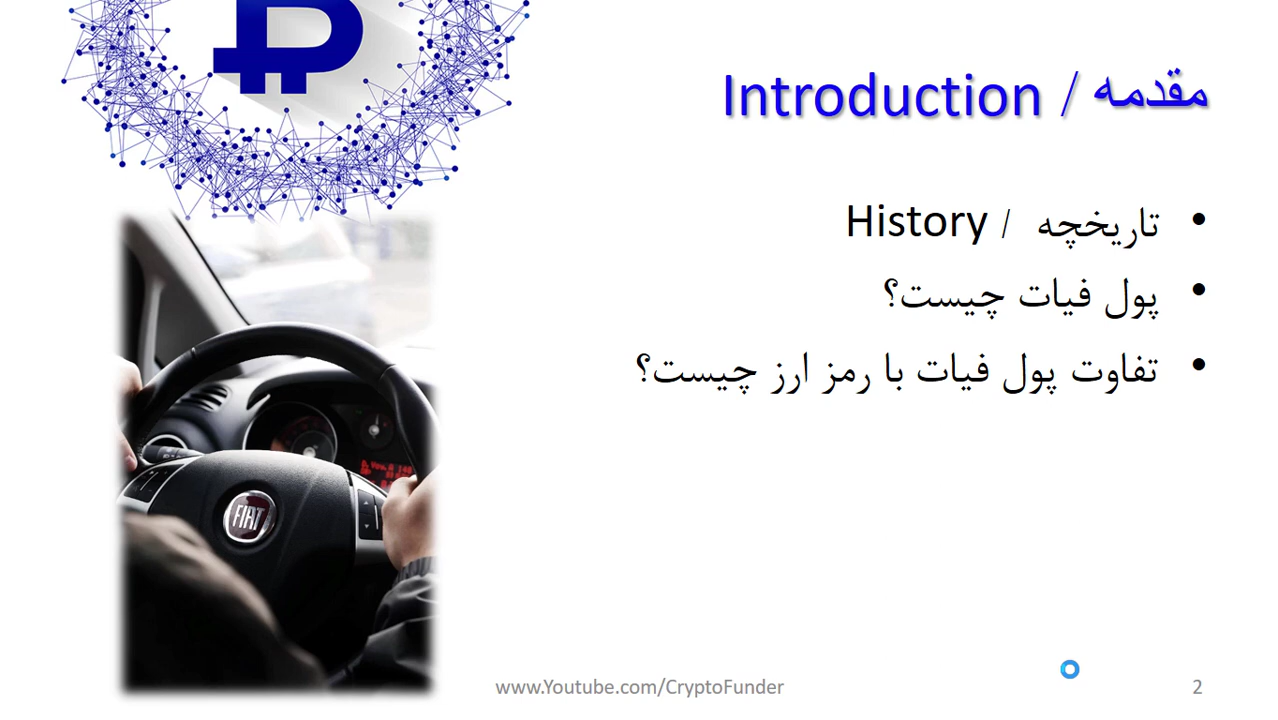 مقدمه / Introduction
• تاریخچه / History
• پول فیات چیست؟
• تفاوت پول فیات با رمز ارز چیست؟
FIAT
www.Youtube.com/CryptoFunder
2